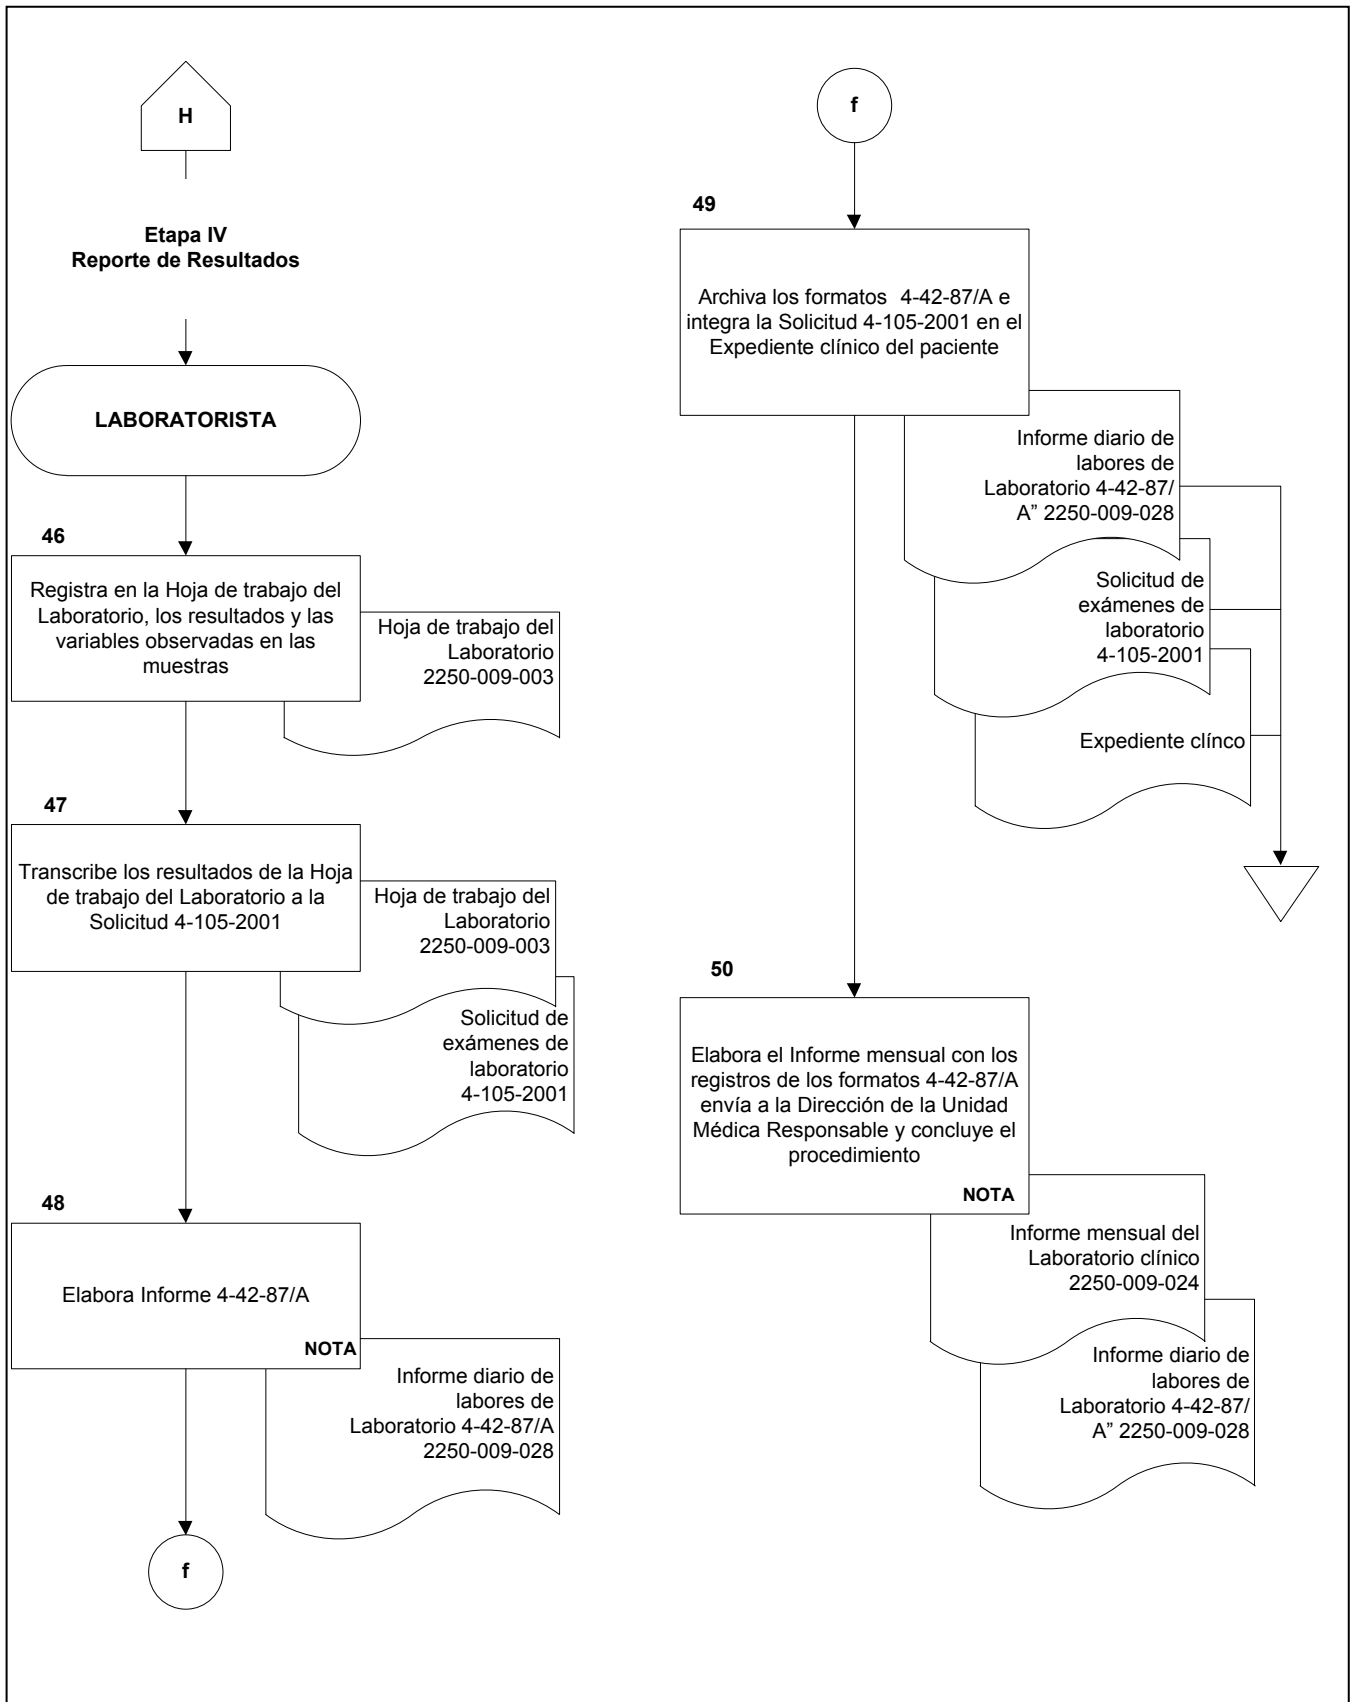 H
Etapa IV
Reporte de Resultados
LABORATORISTA
46
Registra en la Hoja de trabajo del
Laboratorio, los resultados y las
variables observadas en las
muestras
Hoja de trabajo del
Laboratorio
2250-009-003
47
Transcribe los resultados de la Hoja
de trabajo del Laboratorio a la
Solicitud 4-105-2001
Hoja de trabajo del
Laboratorio
2250-009-003
Solicitud de
exámenes de
laboratorio
4-105-2001
48
Elabora Informe 4-42-87/A
NOTA
Informe diario de
labores de
Laboratorio 4-42-87/A
2250-009-028
f
f
49
Archiva los formatos 4-42-87/A e
integra la Solicitud 4-105-2001 en el
Expediente clínico del paciente
Informe diario de
labores de
Laboratorio 4-42-87/
A” 2250-009-028
Solicitud de
exámenes de
laboratorio
4-105-2001
Expediente clínco
50
Elabora el Informe mensual con los
registros de los formatos 4-42-87/A
envía a la Dirección de la Unidad
Médica Responsable y concluye el
procedimiento
NOTA
Informe mensual del
Laboratorio clínico
2250-009-024
Informe diario de
labores de
Laboratorio 4-42-87/
A” 2250-009-028